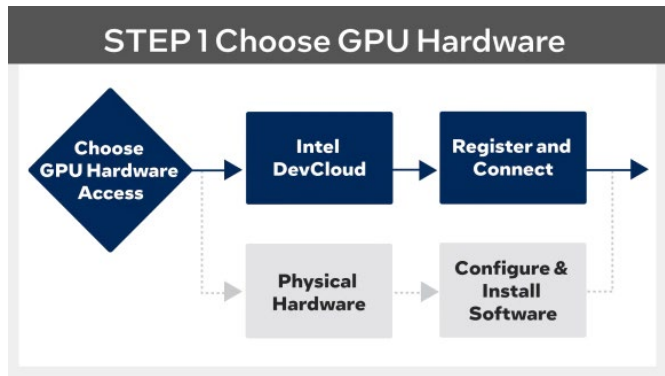 STEP 1 Choose GPU Hardware
Choose
GPU Hardware
Access
Intel
DevCloud
Register and
Connect
Physical
Hardware
Configure &
Install
Software